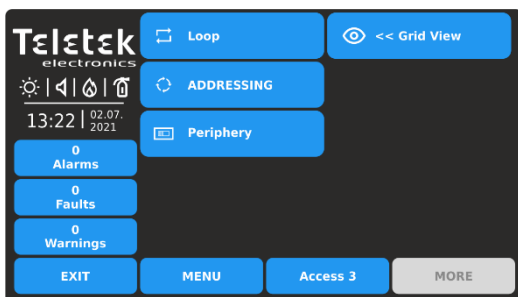 Teletek
electronics
13:22
02.07.
2021
0
Alarms
0
Faults
0
Warnings
Loop
<< Grid View
ADDRESSING
Periphery
EXIT
MENU
Access 3
MORE